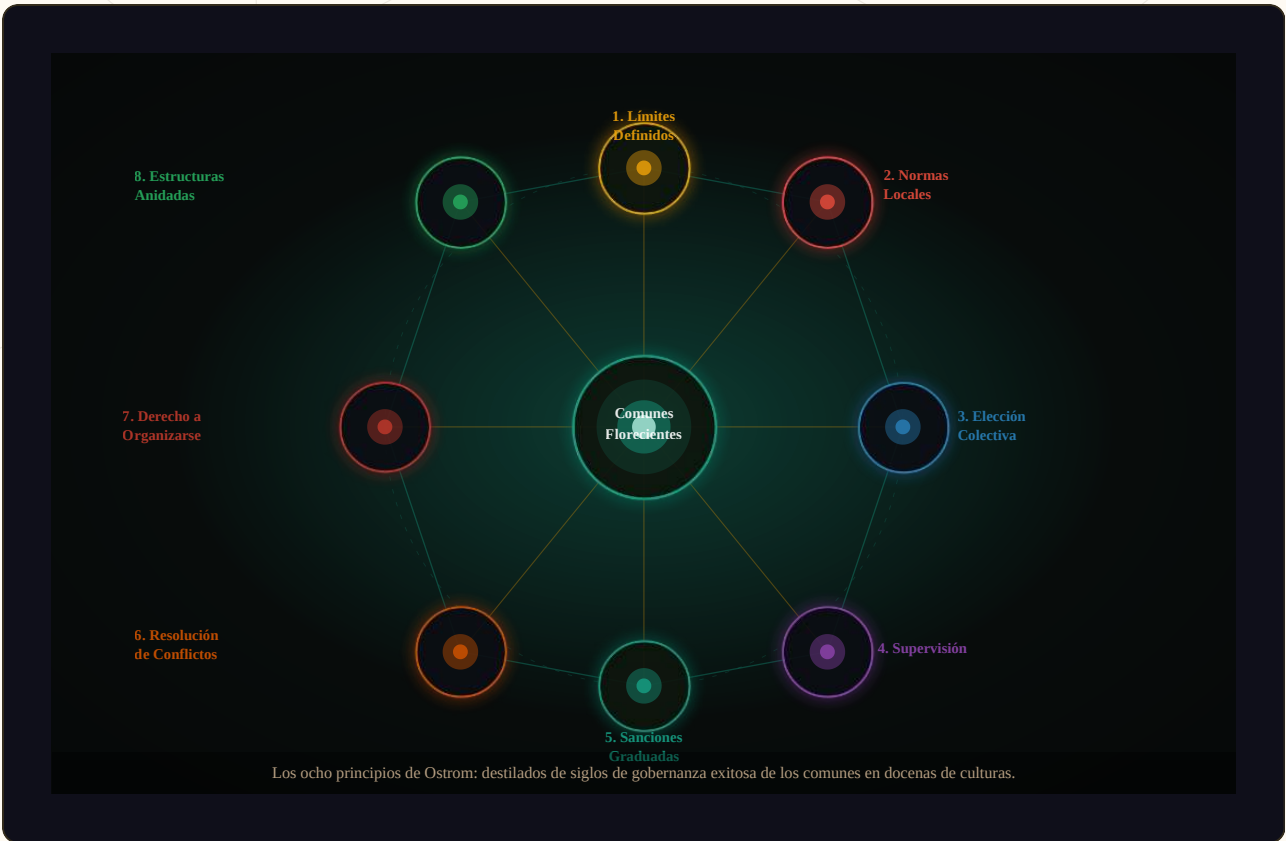 1. Límites
Definidos
2. Normas
Locales
3. Elección
Colectiva
4. Supervisión
5. Sanciones
Graduadas
6. Resolución
de Conflictos
7. Derecho a
Organizarse
8. Estructuras
Anidadas
Comunes
Florecientes
Los ocho principios de Ostrom: destilados de siglos de gobernanza exitosa de los comunes en docenas de culturas.